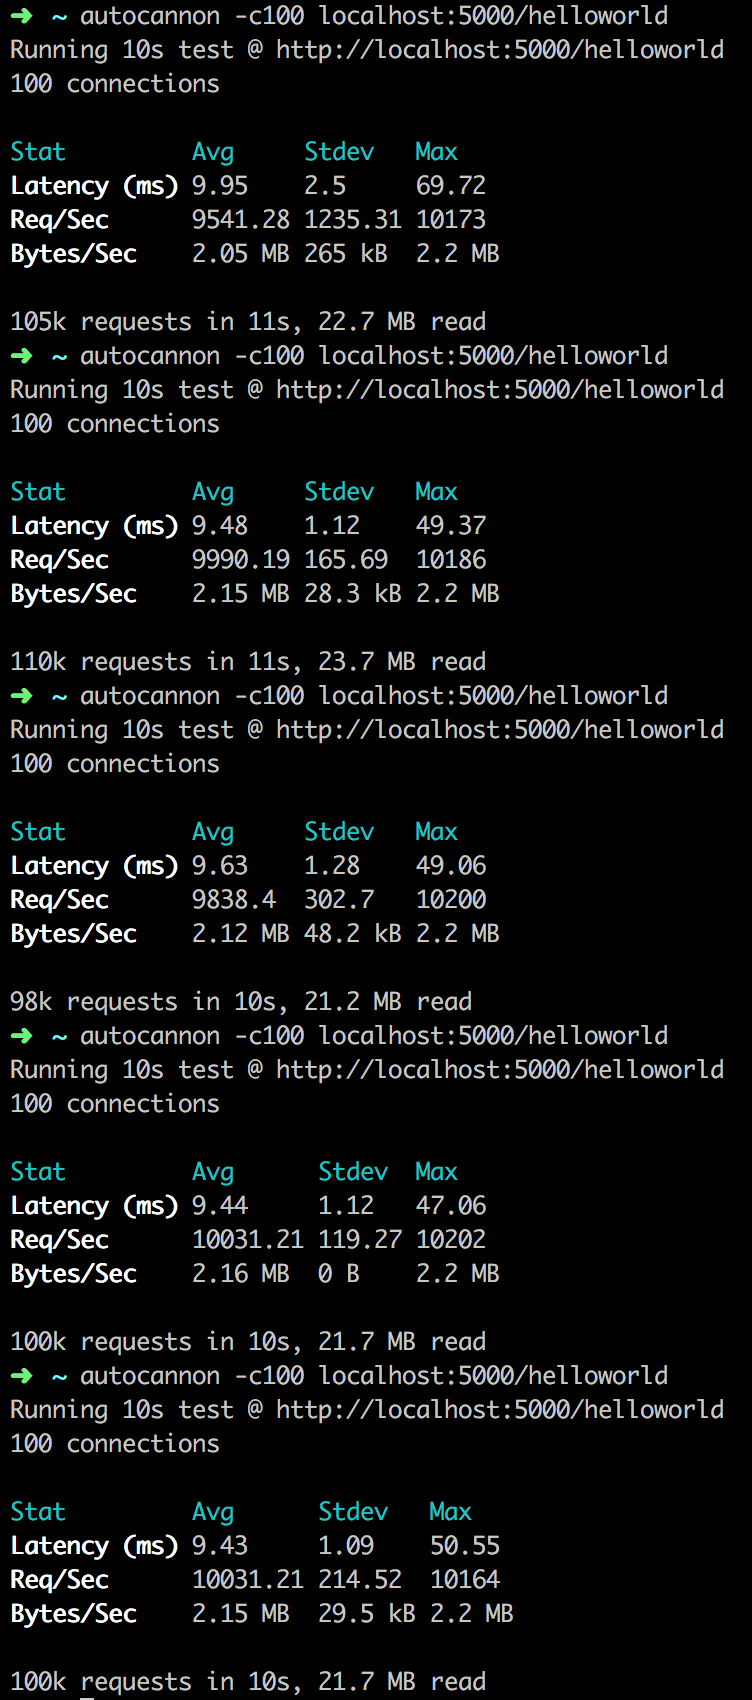 ➜ ~ autocannon -c100 localhost:5000/helloworld
Running 10s test @ http://localhost:5000/helloworld
100 connections
Stat Avg Stdev Max
Latency (ms) 9.95 2.5 69.72
Req/Sec 9541.28 1235.31 10173
Bytes/Sec 2.05 MB 265 kB 2.2 MB
105k requests in 11s, 22.7 MB read
➜ ~ autocannon -c100 localhost:5000/helloworld
Running 10s test @ http://localhost:5000/helloworld
100 connections
Stat Avg Stdev Max
Latency (ms) 9.48 1.12 49.37
Req/Sec 9990.19 165.69 10186
Bytes/Sec 2.15 MB 28.3 kB 2.2 MB
110k requests in 11s, 23.7 MB read
➜ ~ autocannon -c100 localhost:5000/helloworld
Running 10s test @ http://localhost:5000/helloworld
100 connections
Stat Avg Stdev Max
Latency (ms) 9.63 1.28 49.06
Req/Sec 9838.4 302.7 10200
Bytes/Sec 2.12 MB 48.2 kB 2.2 MB
98k requests in 10s, 21.2 MB read
➜ ~ autocannon -c100 localhost:5000/helloworld
Running 10s test @ http://localhost:5000/helloworld
100 connections
Stat Avg Stdev Max
Latency (ms) 9.44 1.12 47.06
Req/Sec 10031.21 119.27 10202
Bytes/Sec 2.16 MB 0 B 2.2 MB
100k requests in 10s, 21.7 MB read
➜ ~ autocannon -c100 localhost:5000/helloworld
Running 10s test @ http://localhost:5000/helloworld
100 connections
Stat Avg Stdev Max
Latency (ms) 9.43 1.09 50.55
Req/Sec 10031.21 214.52 10164
Bytes/Sec 2.15 MB 29.5 kB 2.2 MB
100k requests in 10s, 21.7 MB read